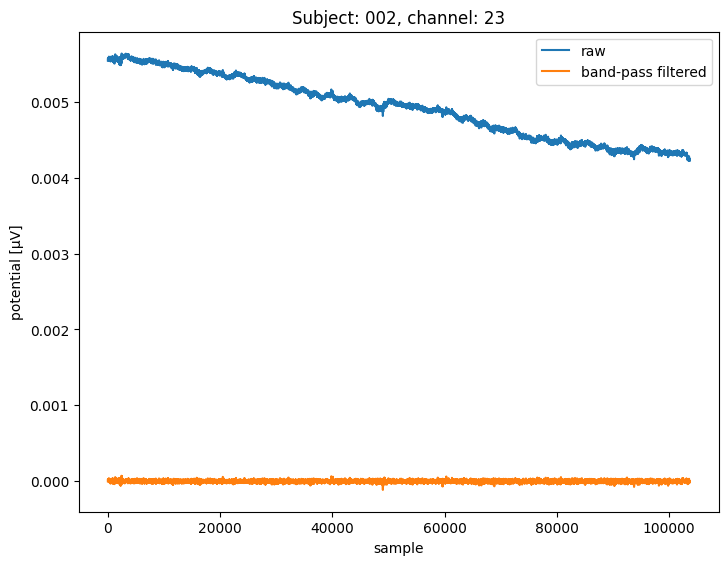 Subject: 002, channel: 23
raw
band-pass filtered
potential [µV]
0.005
0.004
0.003
0.002
0.001
0.000
0 20000 40000 60000 80000 100000
sample